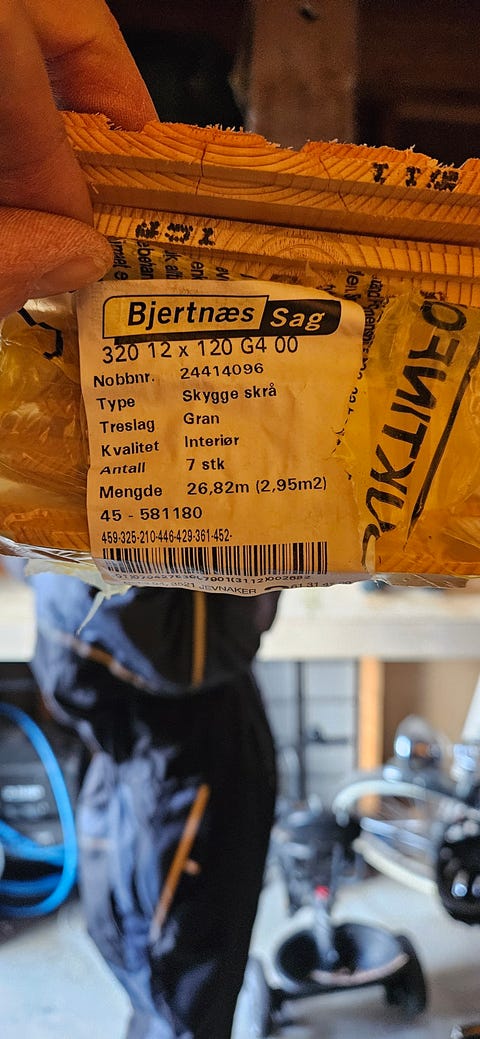 Bjertnæs Sag
320 12 x 120 G4 00
Nobbnr. 24414096
Type Skygge skrå
Treslag Gran
Kvalitet Interiør
Antall 7 stk
Mengde 26,82m (2,95m2)
45 - 581180
459-325-210-446-429-361-452-
JEVNAKER